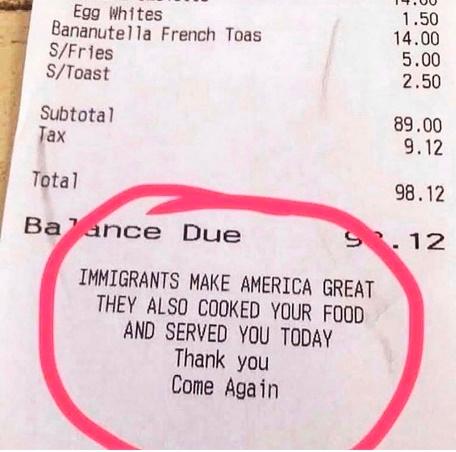 Egg Whites 1.50
Bananutella French Toas 14.00
S/Fries 5.00
S/Toast 2.50
Subtotal 89.00
Tax 9.12
Total 98.12
Balance Due 98.12
IMMIGRANTS MAKE AMERICA GREAT
THEY ALSO COOKED YOUR FOOD
AND SERVED YOU TODAY
Thank you
Come Again